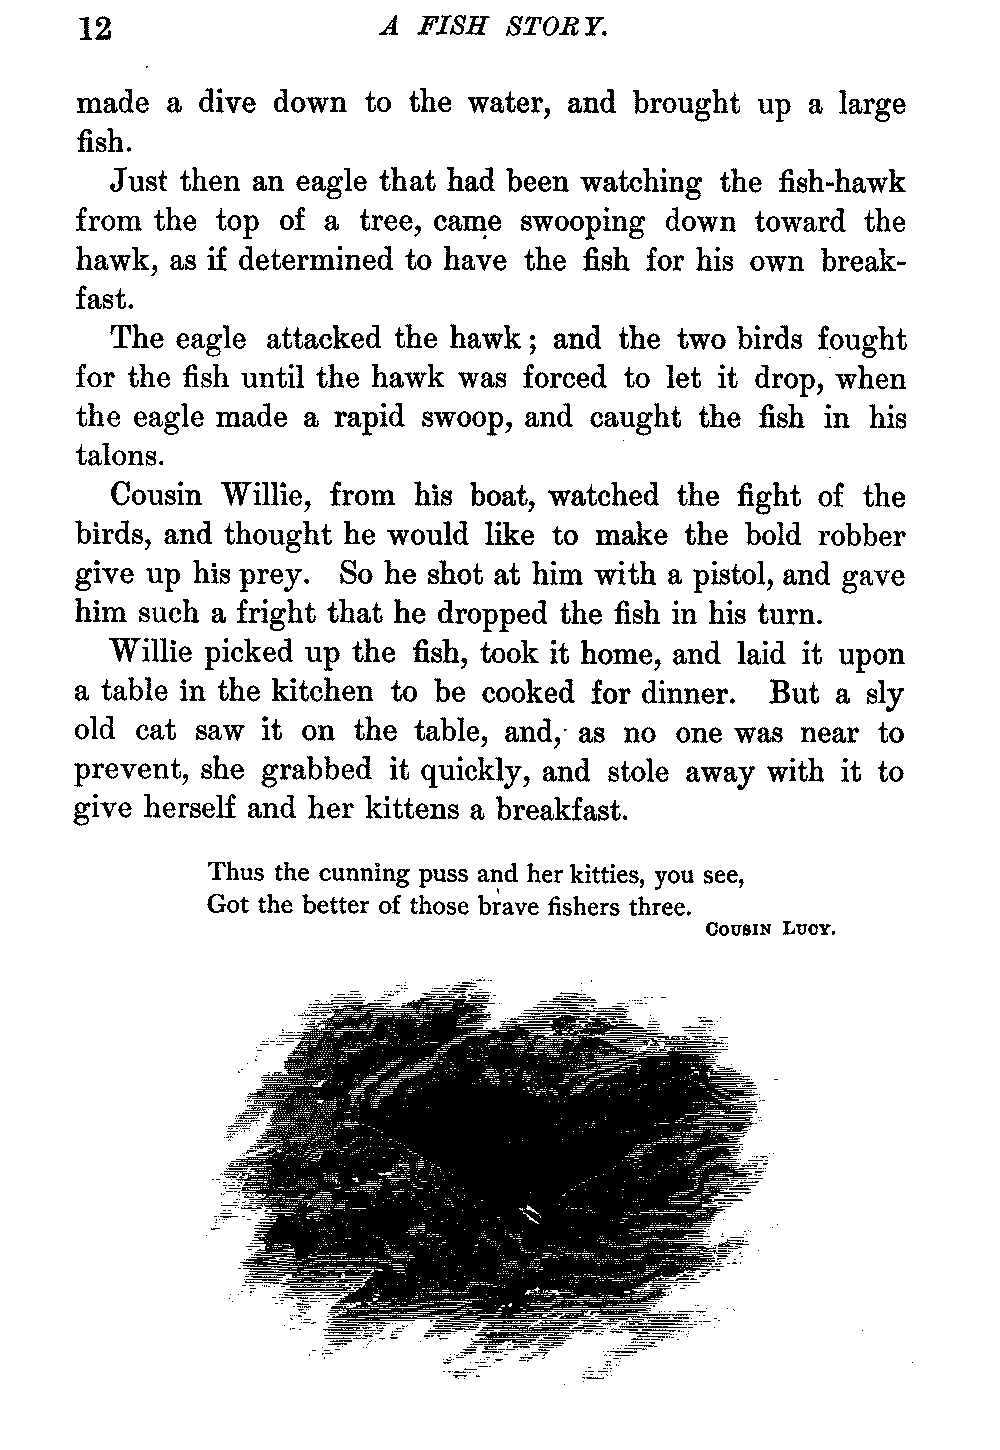 12
A FISH STORY.
made a dive down to the water, and brought up a large
fish.
Just then an eagle that had been watching the fish-hawk
from the top of a tree, came swooping down toward the
hawk, as if determined to have the fish for his own break-
fast.
The eagle attacked the hawk; and the two birds fought
for the fish until the hawk was forced to let it drop, when
the eagle made a rapid swoop, and caught the fish in his
talons.
Cousin Willie, from his boat, watched the fight of the
birds, and thought he would like to make the bold robber
give up his prey. So he shot at him with a pistol, and gave
him such a fright that he dropped the fish in his turn.
Willie picked up the fish, took it home, and laid it upon
a table in the kitchen to be cooked for dinner. But a sly
old cat saw it on the table, and, as no one was near to
prevent, she grabbed it quickly, and stole away with it to
give herself and her kittens a breakfast.
Thus the cunning puss and her kitties, you see,
Got the better of those brave fishers three.
COUSIN LUCY.